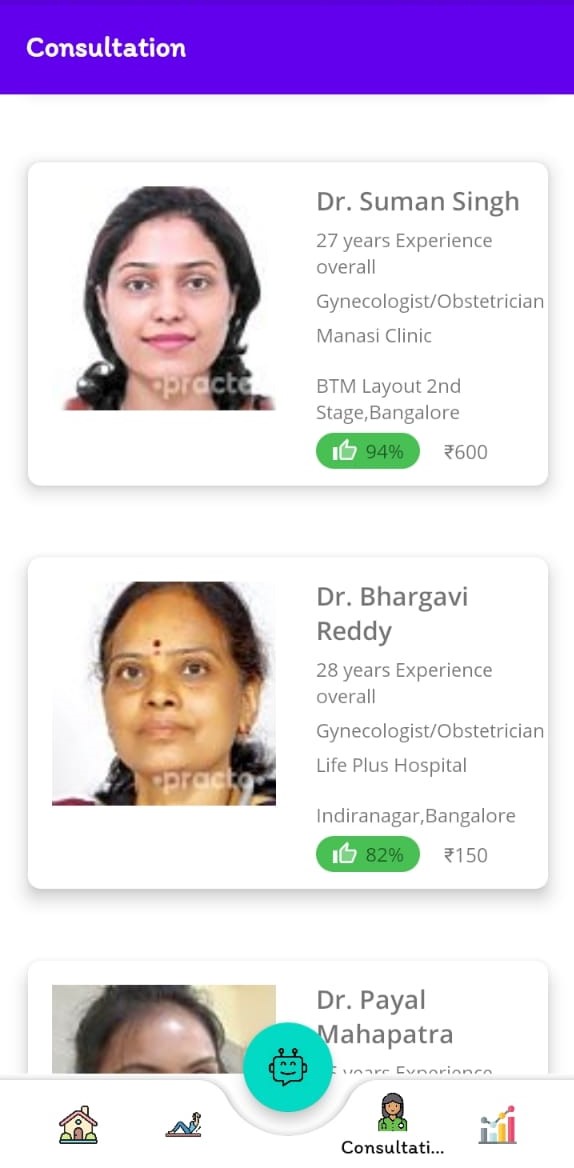 Consultation
Dr. Suman Singh
27 years Experience
overall
Gynecologist/Obstetrician
Manasi Clinic
BTM Layout 2nd
Stage,Bangalore
94% ₹600
•practo
Dr. Bhargavi
Reddy
28 years Experience
overall
Gynecologist/Obstetrician
Life Plus Hospital
Indiranagar,Bangalore
82% ₹150
•practo•
Dr. Payal
Mahapatra
years Experience
Consultati...